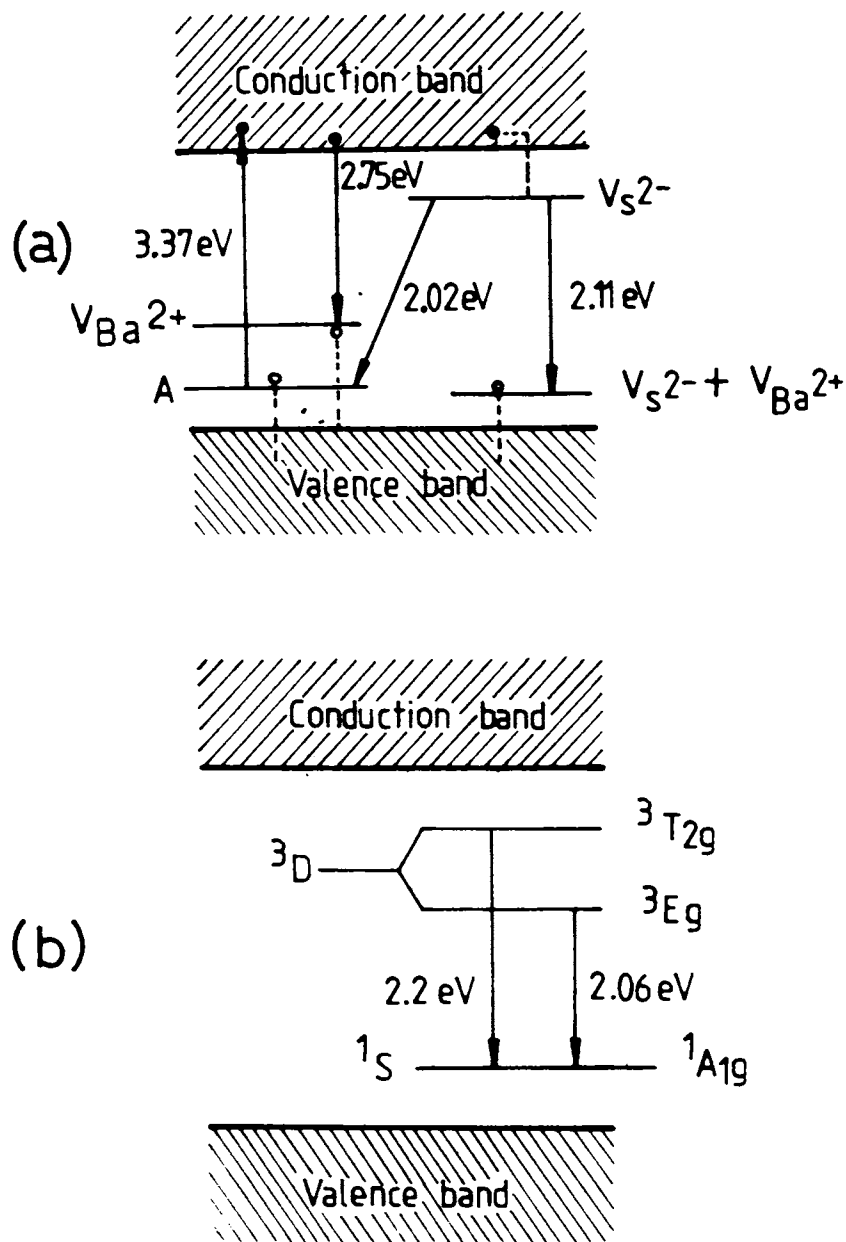 (a)
Conduction band
2.75eV
V_S2-
3.37eV
2.02eV
2.11eV
V_Ba2+
A
V_S2- + V_Ba2+
Valence band
(b)
Conduction band
3T2g
3D
3Eg
2.2 eV
2.06eV
1S
1A1g
Valence band